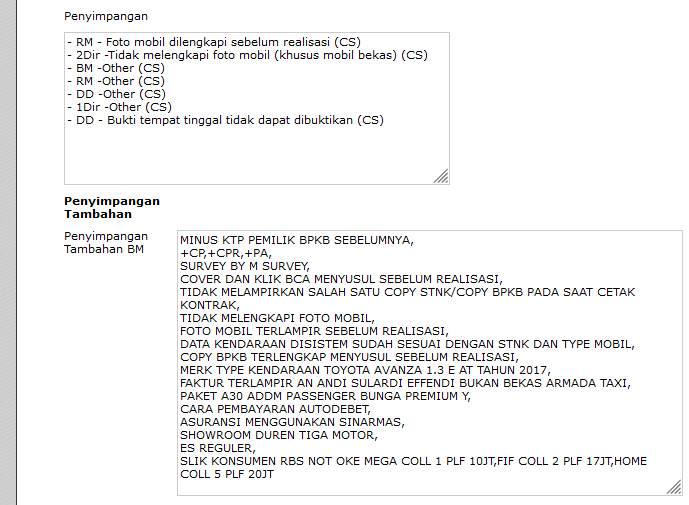 Penyimpangan
- RM - Foto mobil dilengkapi sebelum realisasi (CS)
- 2Dir -Tidak melengkapi foto mobil (khusus mobil bekas) (CS)
- BM -Other (CS)
- RM -Other (CS)
- DD -Other (CS)
- 1Dir -Other (CS)
- DD - Bukti tempat tinggal tidak dapat dibuktikan (CS)
Penyimpangan
Tambahan
Penyimpangan
Tambahan BM
MINUS KTP PEMILIK BPKB SEBELUMNYA,
+CP,+CPR,+PA,
SURVEY BY M SURVEY,
COVER DAN KLIK BCA MENYUSUL SEBELUM REALISASI,
TIDAK MELAMPIRKAN SALAH SATU COPY STNK/COPY BPKB PADA SAAT CETAK
KONTRAK,
TIDAK MELENGKAPI FOTO MOBIL,
FOTO MOBIL TERLAMPIR SEBELUM REALISASI,
DATA KENDARAAN DISISTEM SUDAH SESUAI DENGAN STNK DAN TYPE MOBIL,
COPY BPKB TERLENGKAP MENYUSUL SEBELUM REALISASI,
MERK TYPE KENDARAAN TOYOTA AVANZA 1.3 E AT TAHUN 2017,
FAKTUR TERLAMPIR AN ANDI SULARDI EFFENDI BUKAN BEKAS ARMADA TAXI,
PAKET A30 ADDM PASSENGER BUNGA PREMIUM Y,
CARA PEMBAYARAN AUTODEBET,
ASURANSI MENGGUNAKAN SINARMAS,
SHOWROOM DUREN TIGA MOTOR,
ES REGULER,
SLIK KONSUMEN RBS NOT OKE MEGA COLL 1 PLF 10JT,FIF COLL 2 PLF 17JT,HOME
COLL 5 PLF 20JT